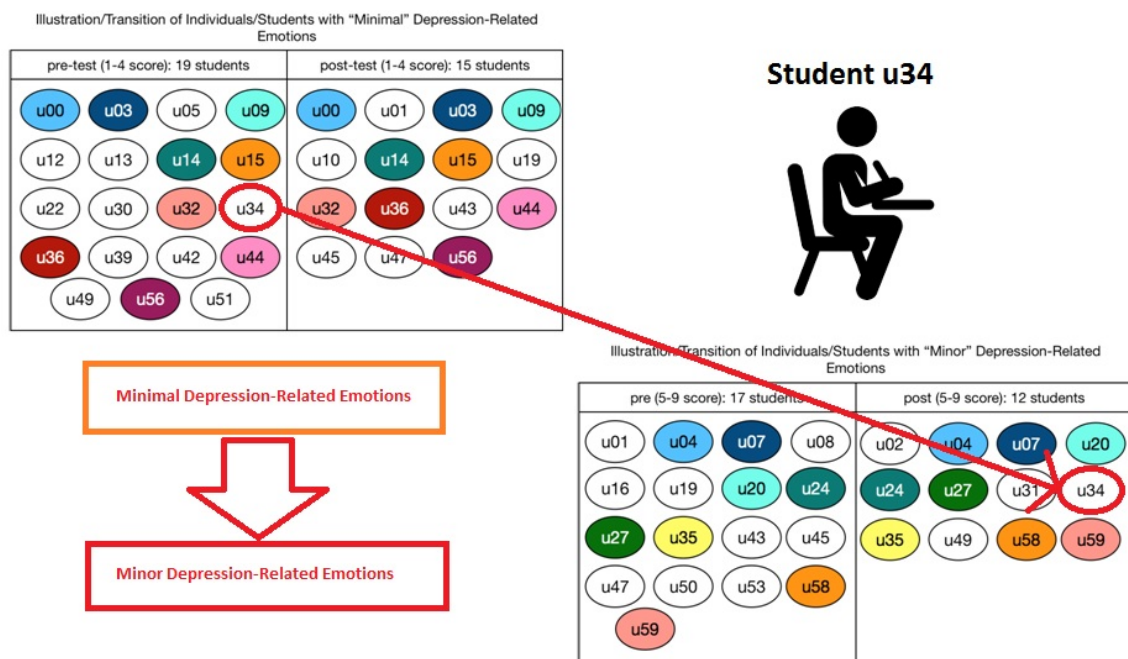 Illustration/Transition of Individuals/Students with “Minimal” Depression-Related
Emotions
pre-test (1-4 score): 19 students
post-test (1-4 score): 15 students
u00 u03 u05 u09
u12 u13 u14 u15
u22 u30 u32 u34
u36 u39 u42 u44
u49 u56 u51
u00 u01 u03 u09
u10 u14 u15 u19
u32 u36 u43 u44
u45 u47 u56
Student u34
Minimal Depression-Related Emotions
Minor Depression-Related Emotions
Illustration/Transition of Individuals/Students with “Minor” Depression-Related
Emotions
pre (5-9 score): 17 students
post (5-9 score): 12 students
u01 u04 u07 u08
u16 u19 u20 u24
u27 u35 u43 u45
u47 u50 u53 u58
u59
u02 u04 u07 u20
u24 u27 u31 u34
u35 u49 u58 u59